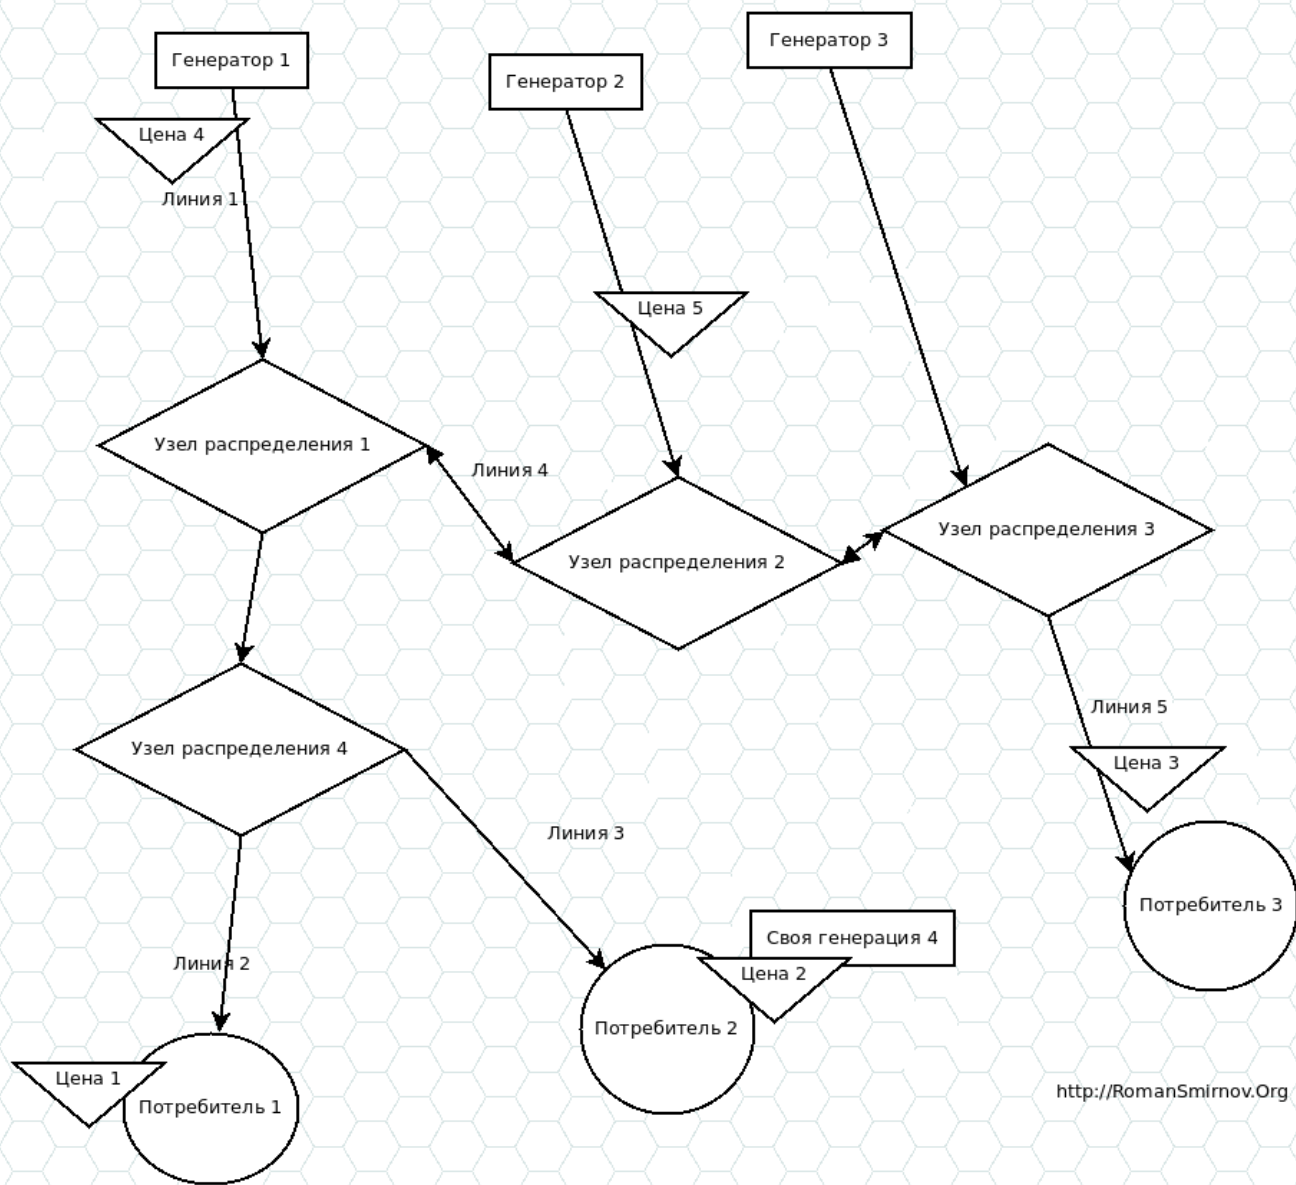 Генератор 3
Генератор 1
Генератор 2
Цена 4
Линия 1
Цена 5
Узел распределения 1
Линия 4
Узел распределения 3
Узел распределения 2
Линия 5
Узел распределения 4
Цена 3
Линия 3
Потребитель 3
Своя генерация 4
Линия 2
Цена 2
Потребитель 2
Цена 1
http://RomanSmirnov.Org
Потребитель 1